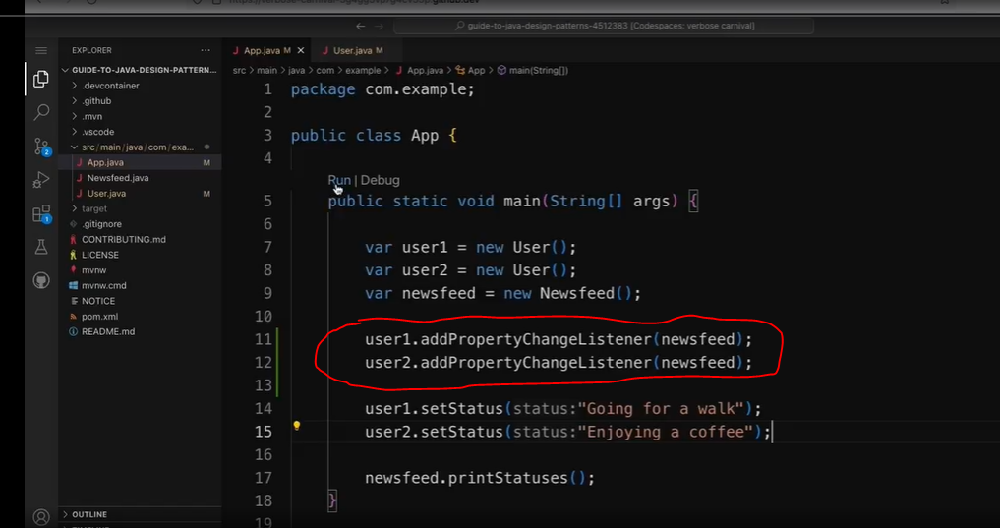 guide-to-java-design-patterns-4512383 [Codespaces: verbose carnival]
EXPLORER
GUIDE-TO-JAVA-DESIGN-PATTERN...
.devcontainer
.github
.mvn
.vscode
src/main/java/com/exa...
App.java M
Newsfeed.java
User.java M
target
.gitignore
CONTRIBUTING.md
LICENSE
mvnw
mvnw.cmd
NOTICE
pom.xml
README.md
OUTLINE
2
1
App.java M
User.java M
src > main > java > com > example > App.java > App > main(String[])
1 package com.example;
2
3 public class App {
4
Run | Debug
5 public static void main(String[] args) {
6
7 var user1 = new User();
8 var user2 = new User();
9 var newsfeed = new Newsfeed();
10
11 user1.addPropertyChangeListener(newsfeed);
12 user2.addPropertyChangeListener(newsfeed);
13
14 user1.setStatus(status:"Going for a walk");
15 user2.setStatus(status:"Enjoying a coffee");
16
17 newsfeed.printStatuses();
18 }
19